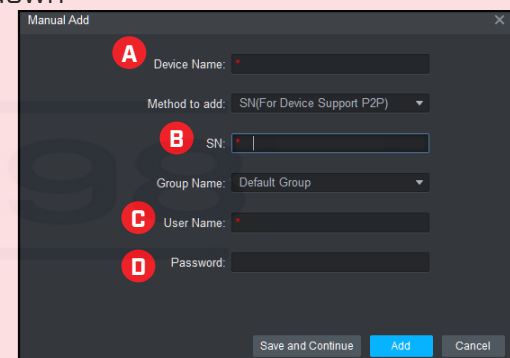 Manual Add
A Device Name: *
Method to add: SN(For Device Support P2P)
B SN: *
Group Name: Default Group
C User Name: *
D Password:
Save and Continue Add Cancel